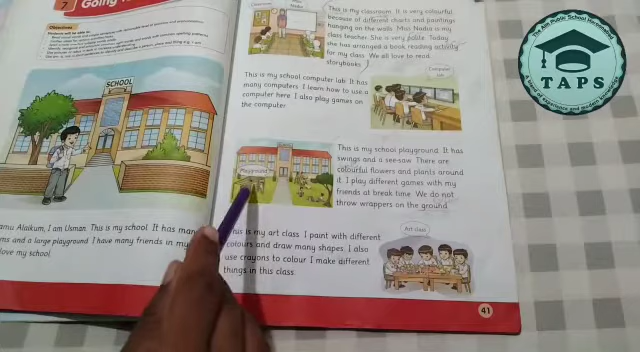 7 Going
Objectives
Students will be able to:
SCHOOL
Alaikum, I am Usman. This is my school. It has many
and a large playground. I have many friends in my
love my school.
Miss Nadia
This is my classroom. It is very colourful
because of different charts and paintings
hanging on the walls. Miss Nadia is my
class teacher. She is very polite. Today
she has arranged a book reading activity
for my class. We all love to read
storybooks.
This is my school computer lab. It has
many computers. I learn how to use a
computer here. I also play games on
the computer.
Computer lab
Playground
This is my school playground. It has
swings and a see-saw. There are
colourful flowers and plants around
it. I play different games with my
friends at break time. We do not
throw wrappers on the ground.
This is my art class. I paint with different
colours and draw many shapes. I also
use crayons to colour. I make different
things in this class.
Art class
41
TAPS